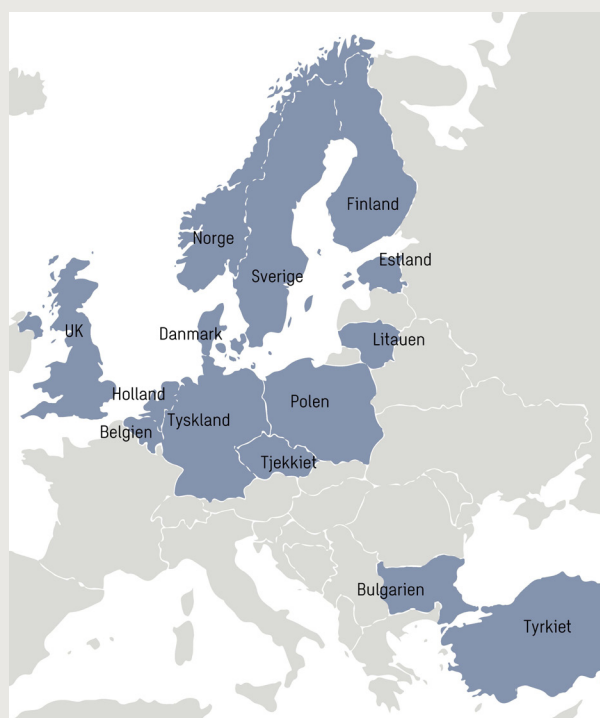 Finland
Norge
Estland
Sverige
UK
Danmark
Litauen
Holland
Polen
Tyskland
Belgien
Tjekkiet
Bulgarien
Tyrkiet